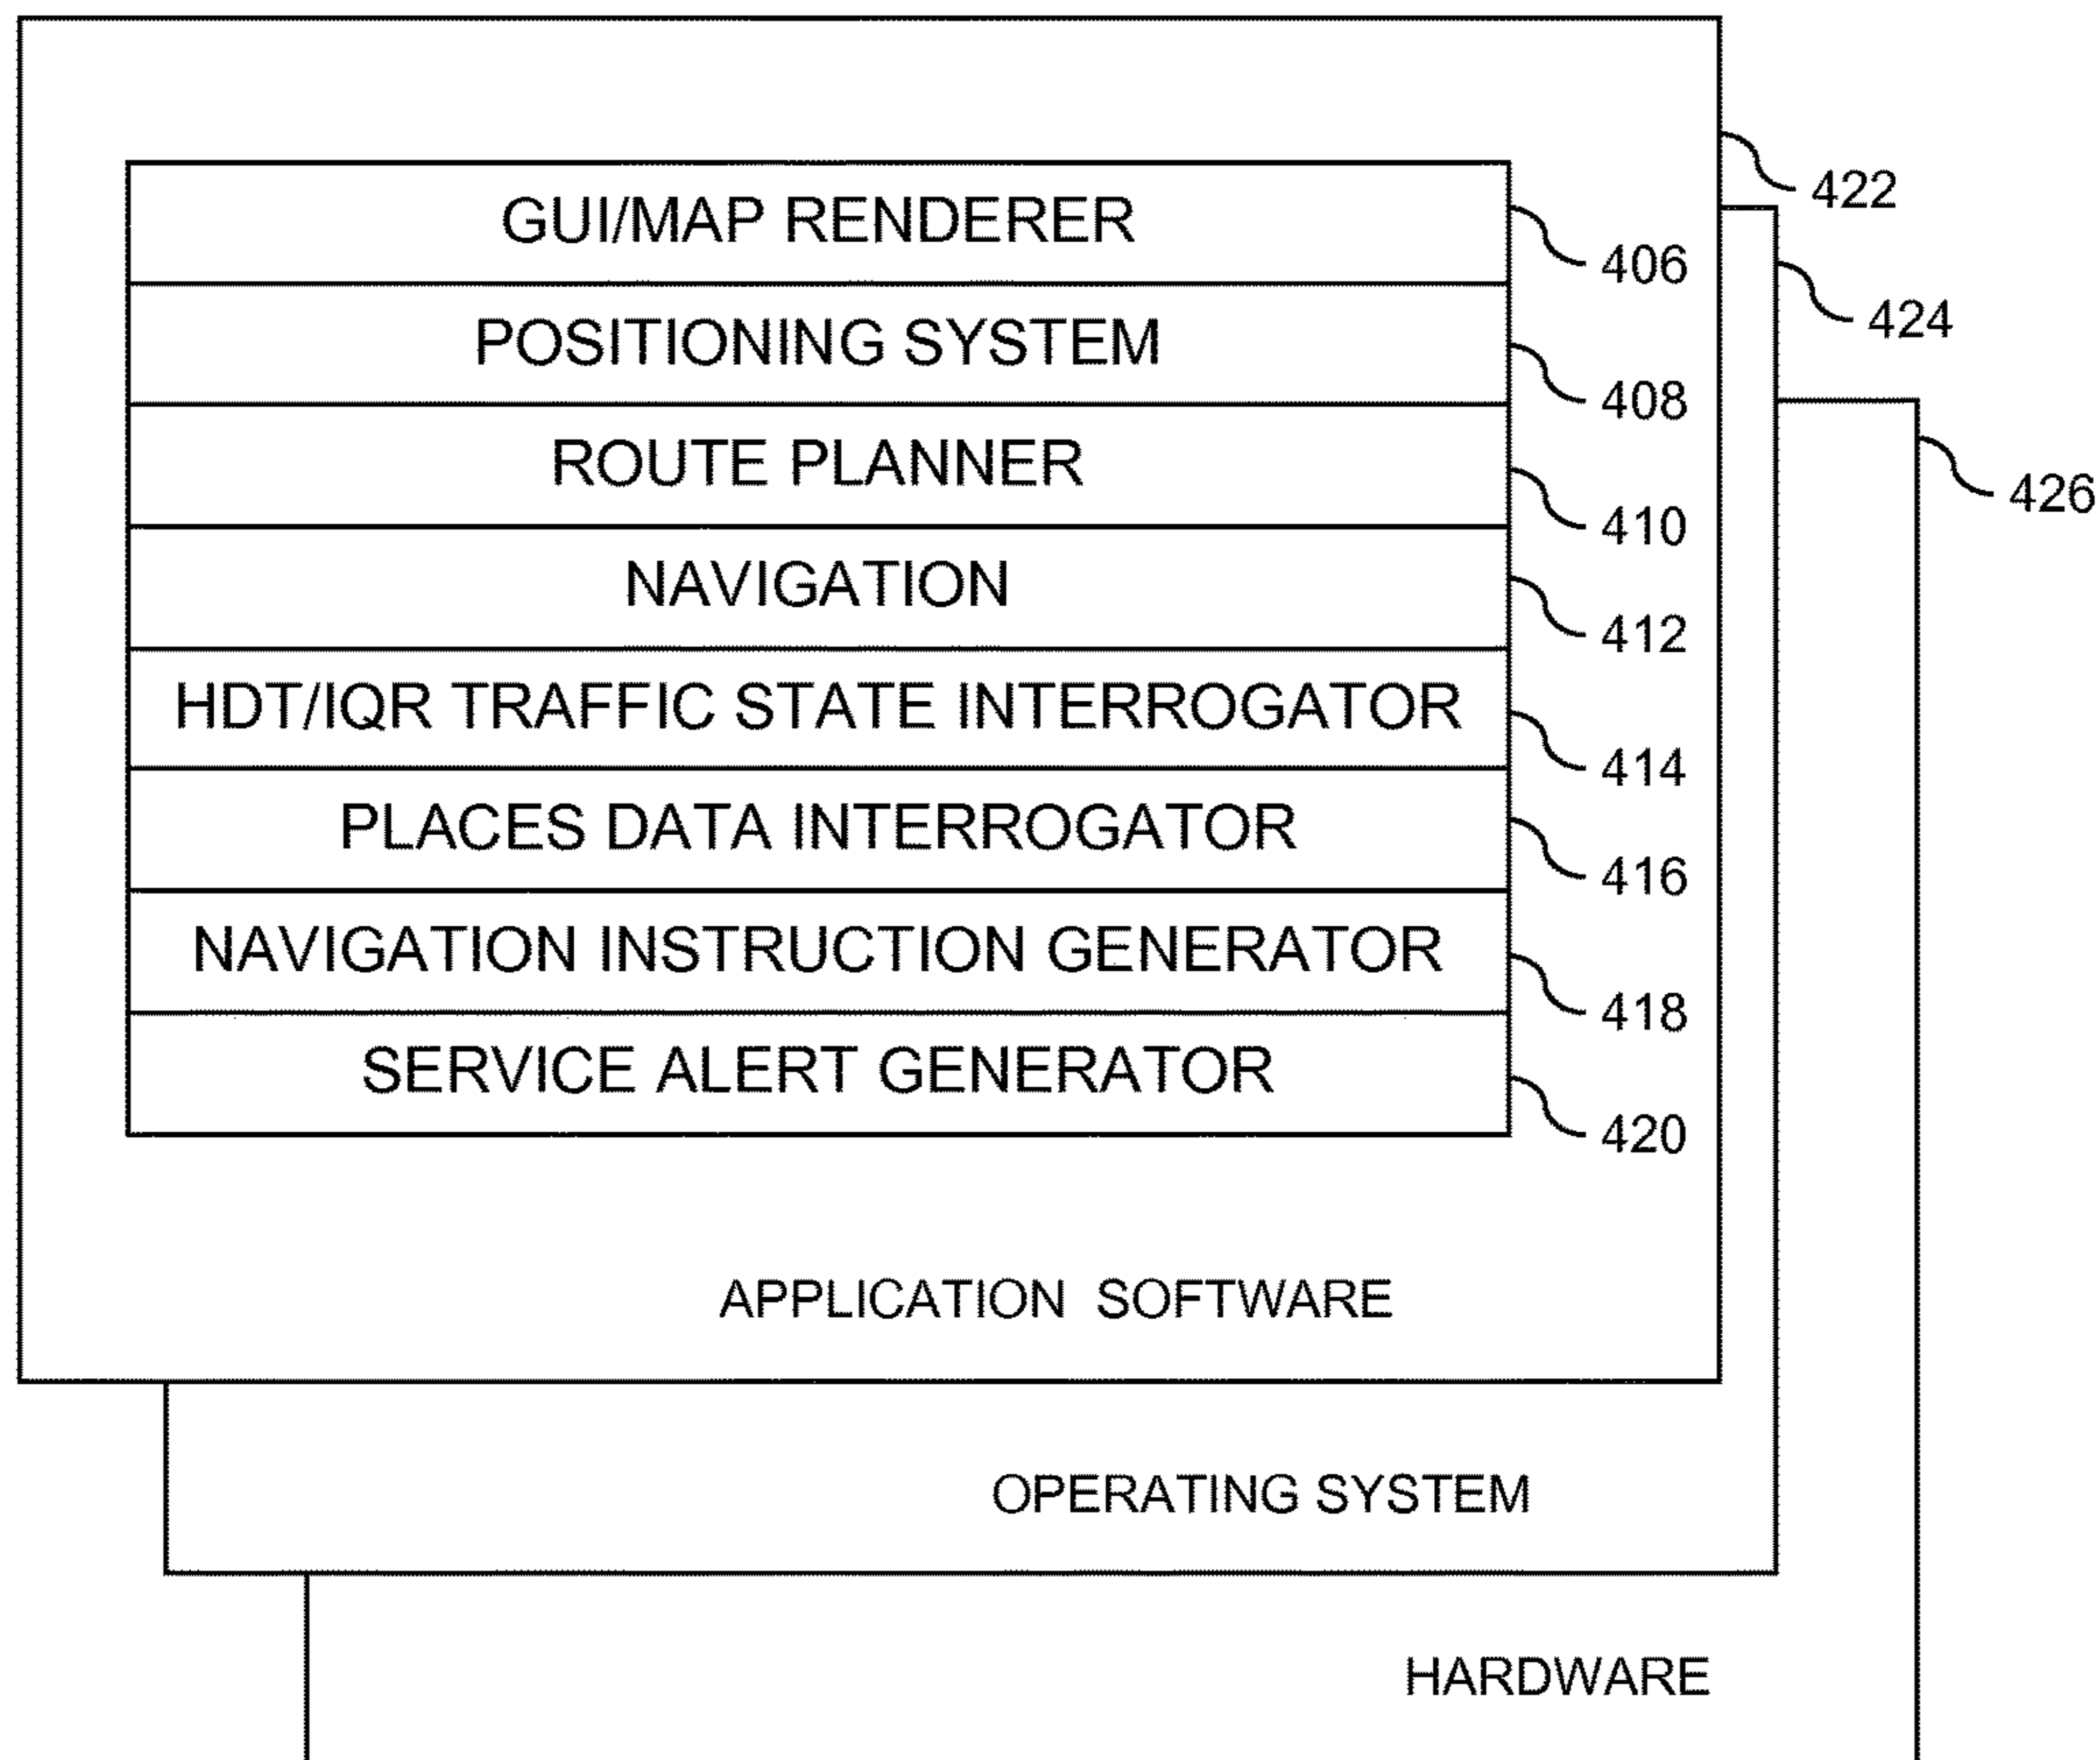 422
GUI/MAP RENDERER
406
424
POSITIONING SYSTEM
408
ROUTE PLANNER
426
410
NAVIGATION
412
HDT/IQR TRAFFIC STATE INTERROGATOR
414
PLACES DATA INTERROGATOR
416
NAVIGATION INSTRUCTION GENERATOR
418
SERVICE ALERT GENERATOR
420
APPLICATION SOFTWARE
OPERATING SYSTEM
HARDWARE